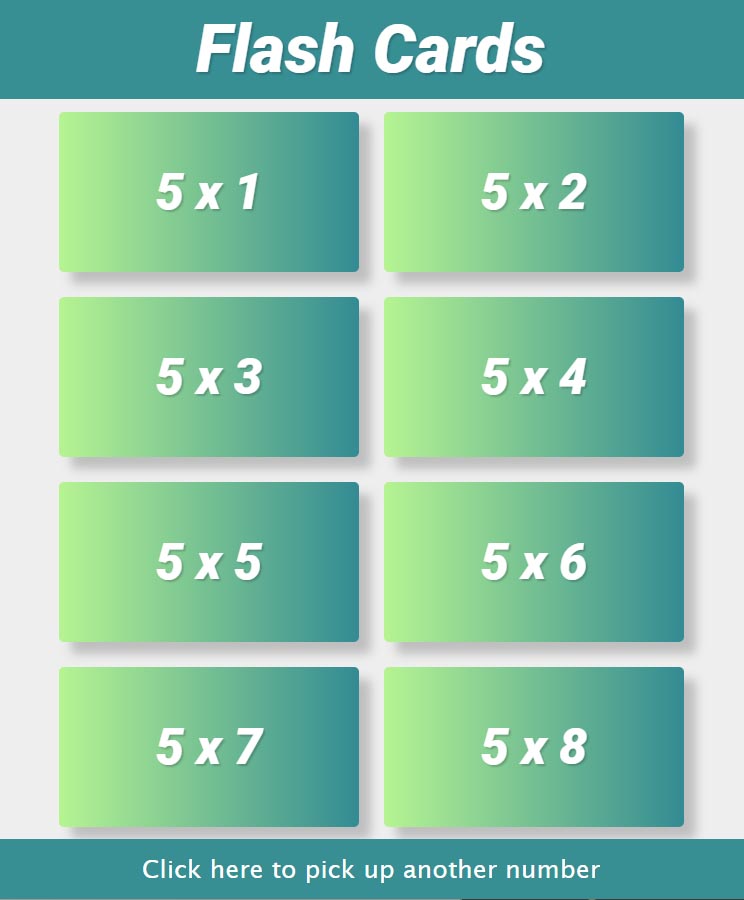 Flash Cards
5 x 1
5 x 2
5 x 3
5 x 4
5 x 5
5 x 6
5 x 7
5 x 8
Click here to pick up another number